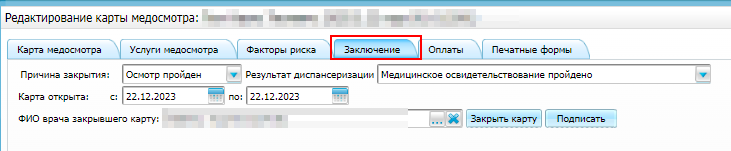 Редактирование карты медосмотра:
Карта медосмотра Услуги медосмотра Факторы риска Заключение Оплаты Печатные формы
Причина закрытия: Осмотр пройден Результат диспансеризации Медицинское освидетельствование пройдено
Карта открыта: с: 22.12.2023 по: 22.12.2023
ФИО врача закрывшего карту: ... Закрыть карту Подписать